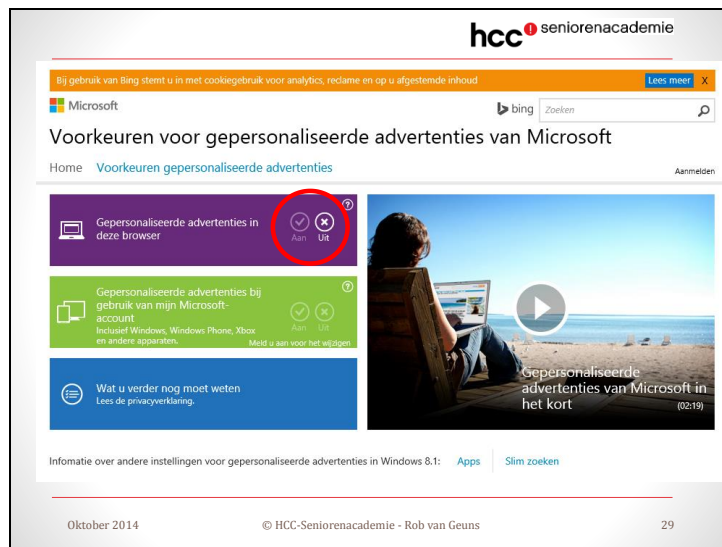 hcc! seniorenacademie
Bij gebruik van Bing stemt u in met cookiegebruik voor analytics, reclame en op u afgestemde inhoud Lees meer X
Microsoft
bing Zoeken
Voorkeuren voor gepersonaliseerde advertenties van Microsoft
Home Voorkeuren gepersonaliseerde advertenties
Aanmelden
Gepersonaliseerde advertenties in
deze browser
Aan Uit
?
Gepersonaliseerde advertenties bij
gebruik van mijn Microsoft-
account
Inclusief Windows, Windows Phone, Xbox
en andere apparaten.
Aan Uit
?
Meld u aan voor het wijzigen
Wat u verder nog moet weten
Lees de privacyverklaring.
Gepersonaliseerde
advertenties van Microsoft in
het kort (02:19)
Infomatie over andere instellingen voor gepersonaliseerde advertenties in Windows 8.1: Apps Slim zoeken
Oktober 2014 © HCC-Seniorenacademie - Rob van Geuns 29